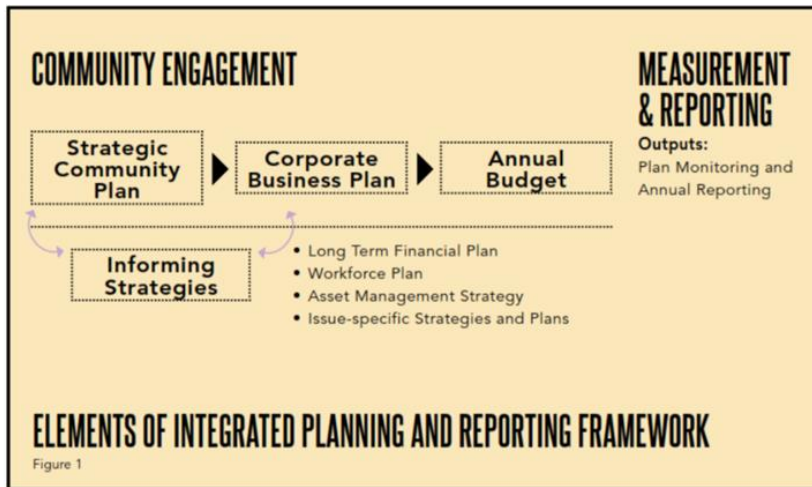 COMMUNITY ENGAGEMENT
Strategic
Community
Plan
Corporate
Business Plan
Annual
Budget
MEASUREMENT
& REPORTING
Outputs:
Plan Monitoring and
Annual Reporting
Informing
Strategies
• Long Term Financial Plan
• Workforce Plan
• Asset Management Strategy
• Issue-specific Strategies and Plans
ELEMENTS OF INTEGRATED PLANNING AND REPORTING FRAMEWORK
Figure 1